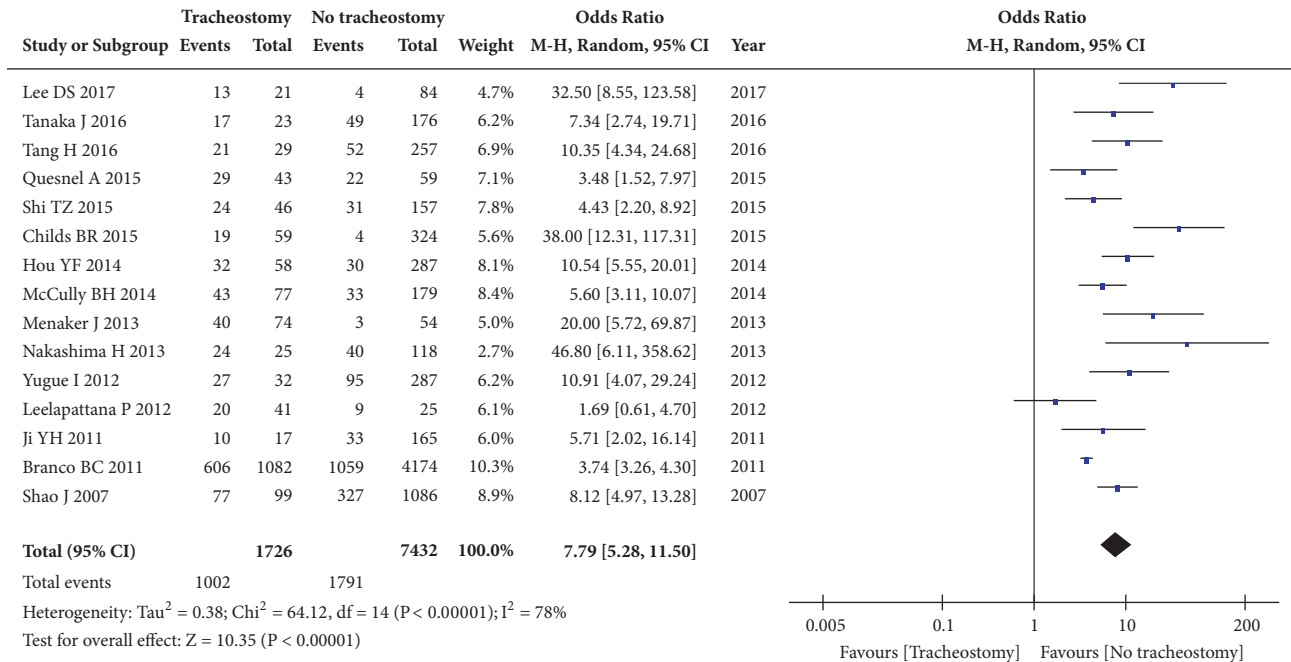 Tracheostomy No tracheostomy Odds Ratio Odds Ratio
Study or Subgroup Events Total Events Total Weight M-H, Random, 95% CI Year M-H, Random, 95% CI
Lee DS 2017 13 21 4 84 4.7% 32.50 [8.55, 123.58] 2017
Tanaka J 2016 17 23 49 176 6.2% 7.34 [2.74, 19.71] 2016
Tang H 2016 21 29 52 257 6.9% 10.35 [4.34, 24.68] 2016
Quesnel A 2015 29 43 22 59 7.1% 3.48 [1.52, 7.97] 2015
Shi TZ 2015 24 46 31 157 7.8% 4.43 [2.20, 8.92] 2015
Childs BR 2015 19 59 4 324 5.6% 38.00 [12.31, 117.31] 2015
Hou YF 2014 32 58 30 287 8.1% 10.54 [5.55, 20.01] 2014
McCully BH 2014 43 77 33 179 8.4% 5.60 [3.11, 10.07] 2014
Menaker J 2013 40 74 3 54 5.0% 20.00 [5.72, 69.87] 2013
Nakashima H 2013 24 25 40 118 2.7% 46.80 [6.11, 358.62] 2013
Yugue I 2012 27 32 95 287 6.2% 10.91 [4.07, 29.24] 2012
Leelapattana P 2012 20 41 9 25 6.1% 1.69 [0.61, 4.70] 2012
Ji YH 2011 10 17 33 165 6.0% 5.71 [2.02, 16.14] 2011
Branco BC 2011 606 1082 1059 4174 10.3% 3.74 [3.26, 4.30] 2011
Shao J 2007 77 99 327 1086 8.9% 8.12 [4.97, 13.28] 2007
Total (95% CI) 1726 7432 100.0% 7.79 [5.28, 11.50]
Total events 1002 1791
Heterogeneity: Tau² = 0.38; Chi² = 64.12, df = 14 (P < 0.00001); I² = 78%
Test for overall effect: Z = 10.35 (P < 0.00001)
0.005 0.1 1 10 200
Favours [Tracheostomy] Favours [No tracheostomy]